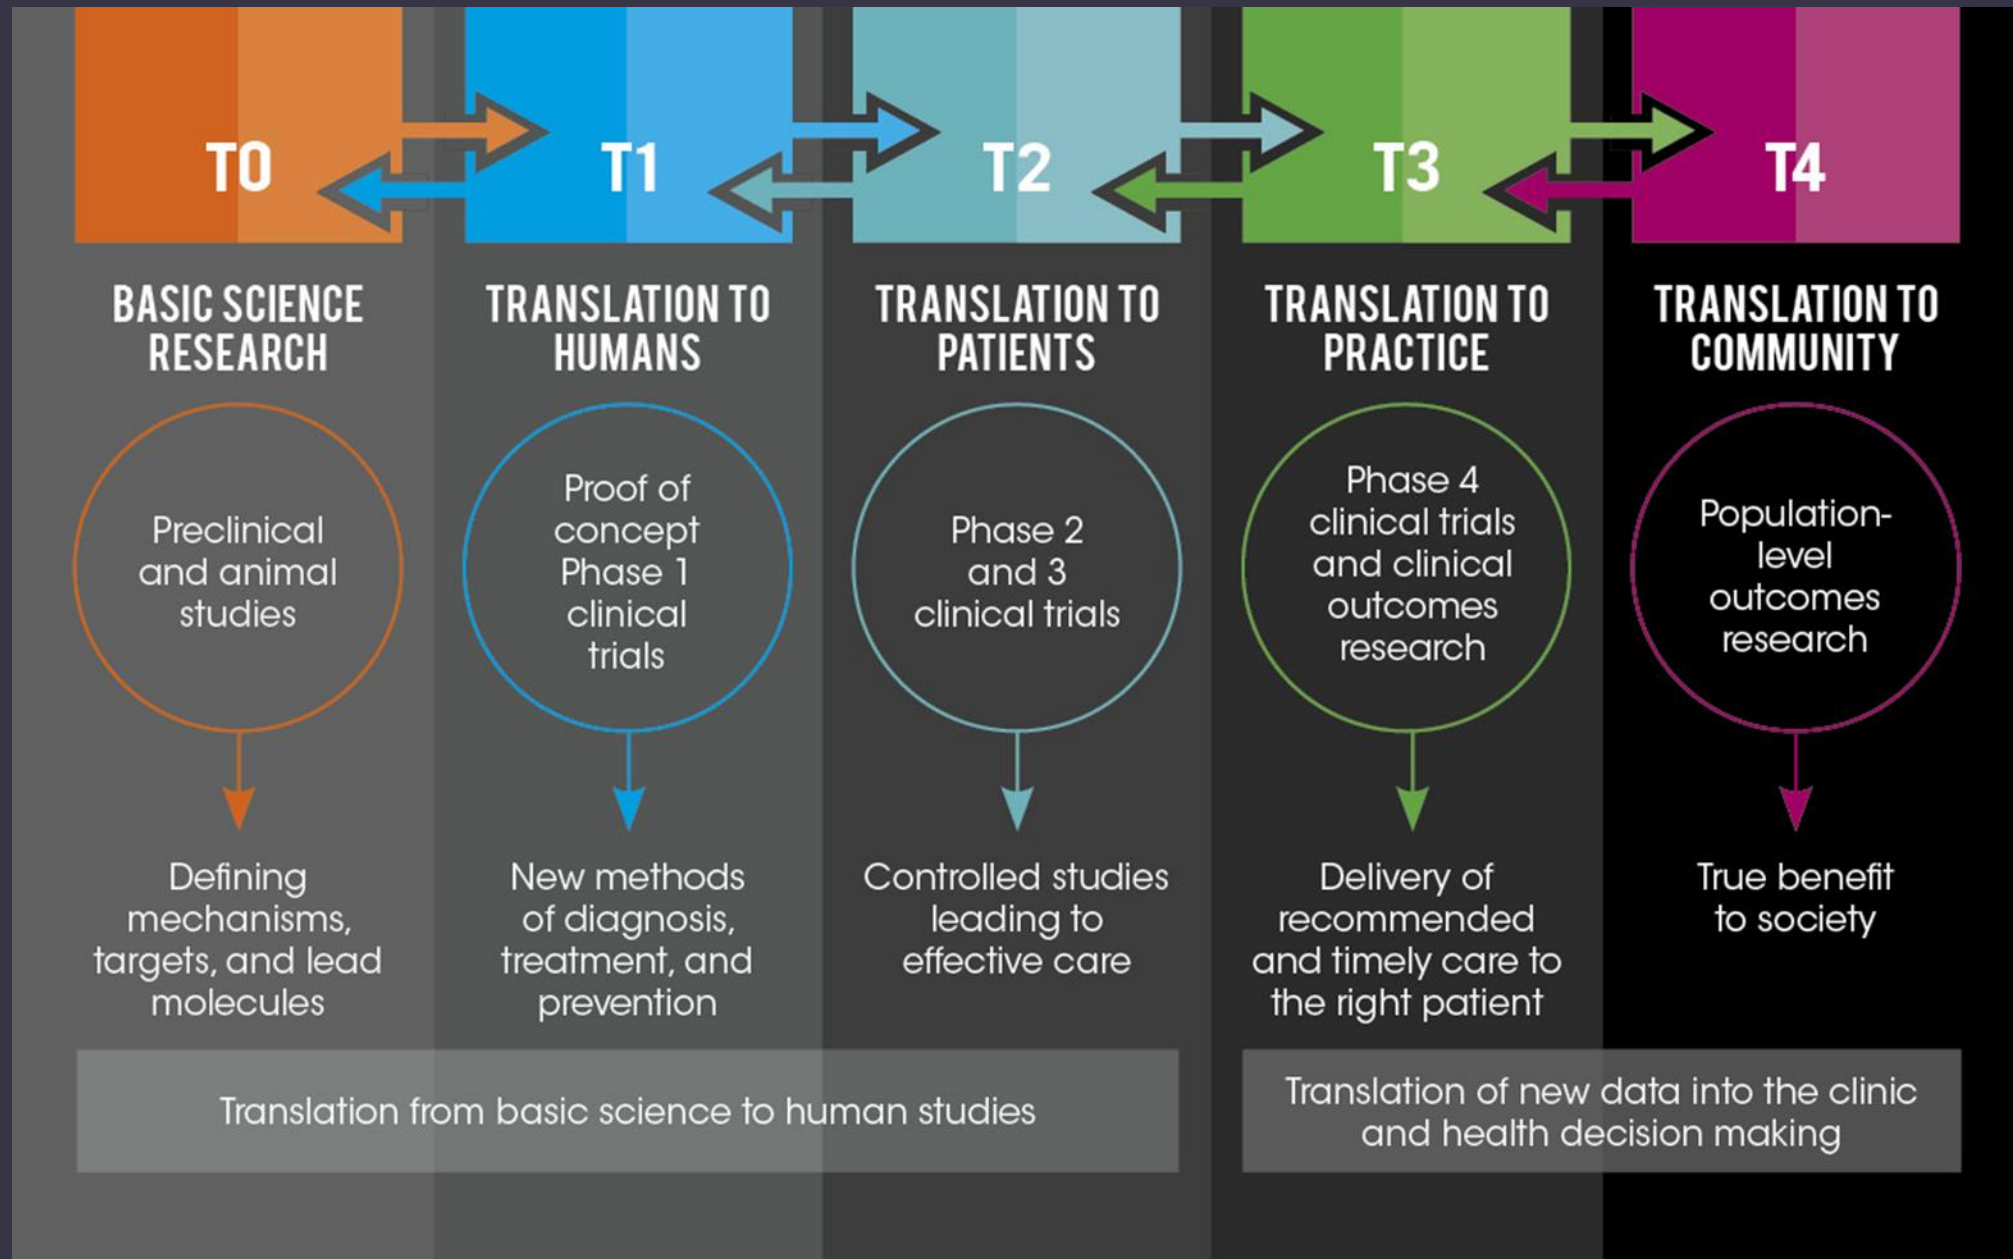 T0
T1
T2
T3
T4
BASIC SCIENCE
RESEARCH
TRANSLATION TO
HUMANS
TRANSLATION TO
PATIENTS
TRANSLATION TO
PRACTICE
TRANSLATION TO
COMMUNITY
Preclinical
and animal
studies
Proof of
concept
Phase 1
clinical
trials
Phase 2
and 3
clinical trials
Phase 4
clinical trials
and clinical
outcomes
research
Population-
level
outcomes
research
Defining
mechanisms,
targets, and lead
molecules
New methods
of diagnosis,
treatment, and
prevention
Controlled studies
leading to
effective care
Delivery of
recommended
and timely care to
the right patient
True benefit
to society
Translation from basic science to human studies
Translation of new data into the clinic
and health decision making